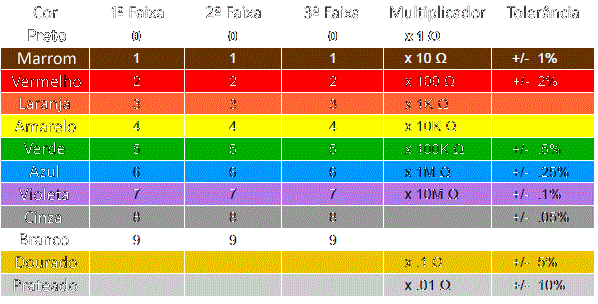 Cor 1ª Faixa 2ª Faixa 3ª Faixa Multiplicador Tolerância
Preto 0 0 0 x 1 Ω
Marrom 1 1 1 x 10 Ω +/- 1%
Vermelho 2 2 2 x 100 Ω +/- 2%
Laranja 3 3 3 x 1K Ω
Amarelo 4 4 4 x 10K Ω
Verde 5 5 5 x 100K Ω +/- .5%
Azul 6 6 6 x 1M Ω +/- .25%
Violeta 7 7 7 x 10M Ω +/- .1%
Cinza 8 8 8 +/- .05%
Branco 9 9 9
Dourado x .1 Ω +/- 5%
Prateado x .01 Ω +/- 10%